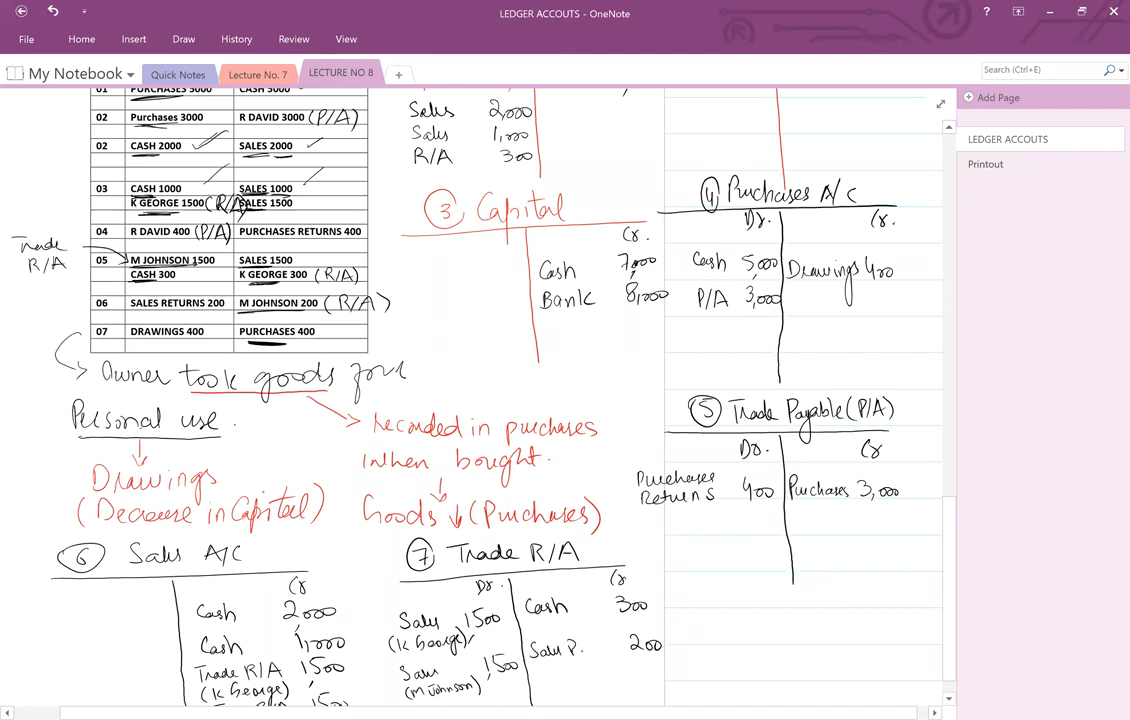 LEDGER ACCOUTS - OneNote
File Home Insert Draw History Review View
My Notebook Quick Notes Lecture No. 7 LECTURE NO 8
Search (Ctrl+E)
Add Page
LEDGER ACCOUTS
Printout
01 PURCHASES 5000 CASH 5000
02 Purchases 3000 R DAVID 3000 (P/A)
02 CASH 2000 SALES 2000
03 CASH 1000 SALES 1000
K GEORGE 1500 (R/A) SALES 1500
04 R DAVID 400 (P/A) PURCHASES RETURNS 400
Trade
R/A
05 M JOHNSON 1500 SALES 1500
CASH 300 K GEORGE 300 (R/A)
06 SALES RETURNS 200 M JOHNSON 200 (R/A)
07 DRAWINGS 400 PURCHASES 400
Owner took goods for
Personal use.
Drawings
(Decrease in Capital)
Recorded in purchases
When bought.
Goods ↓ (Purchases)
Sales 2,000
Sales 1,000
R/A 300
3 Capital
Cr.
Cash 7,000
Bank 8,000
4 Purchases A/C
Dr. Cr.
Cash 5,000 Drawings 400
P/A 3,000
5 Trade Payable (P/A)
Dr. Cr
Purchases
Returns 400 Purchases 3,000
6 Sales A/C
Cr
Cash 2,000
Cash 1,000
Trade R/A 1500
(K George)
1500
7 Trade R/A
Dr. Cr
Sales 1500 Cash 300
(K George)
Sales 1500
(M Johnson)
200